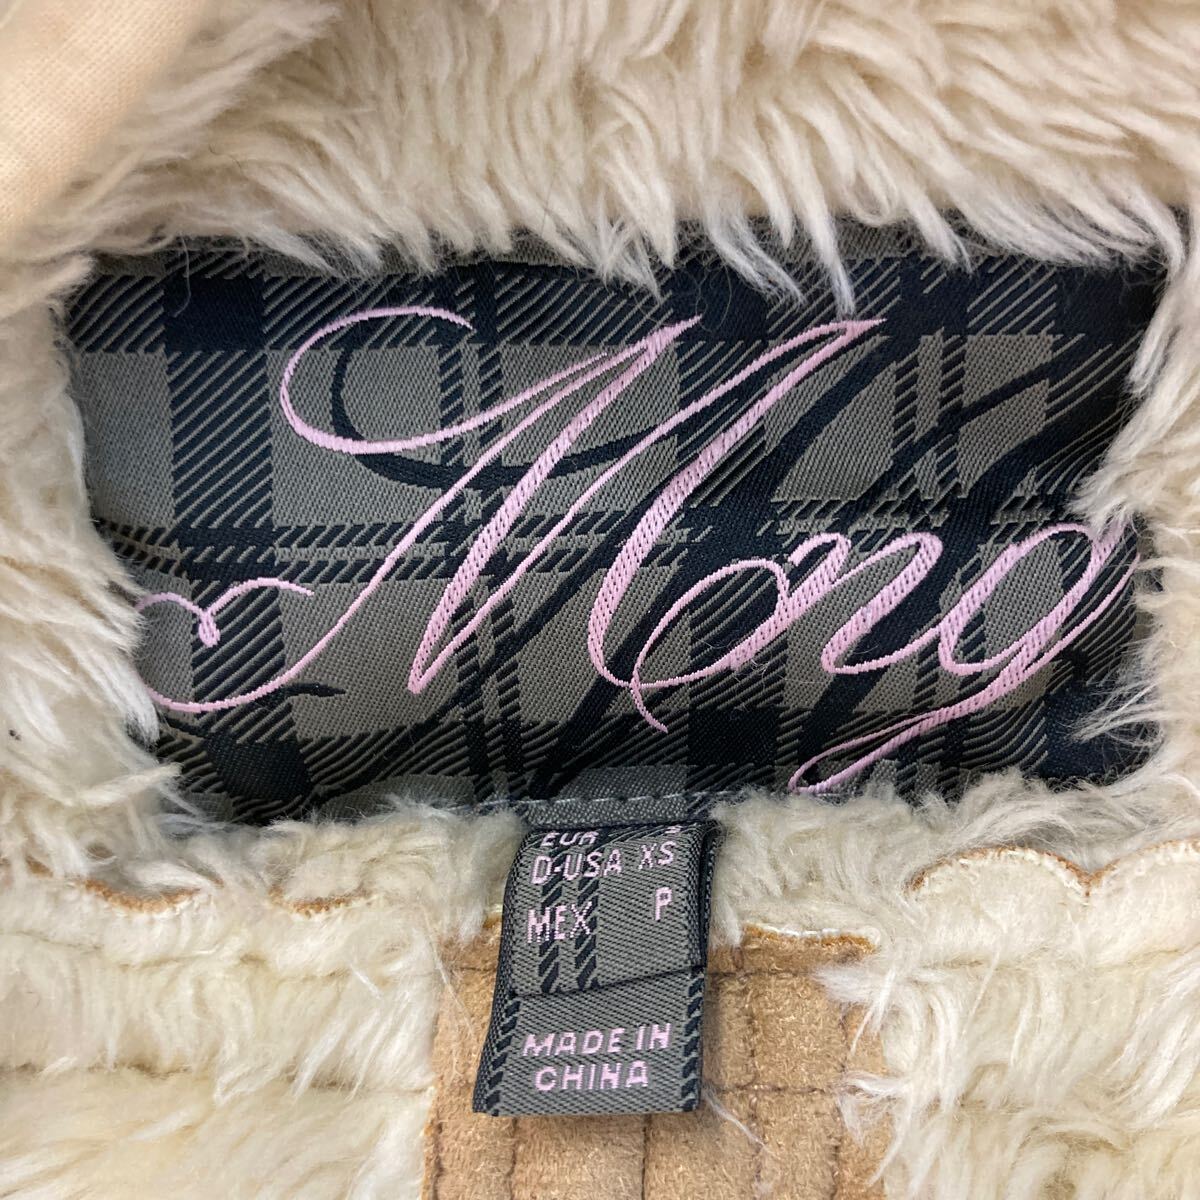 Mng
EUR S
D-USA XS
MEX P
MADE IN
CHINA